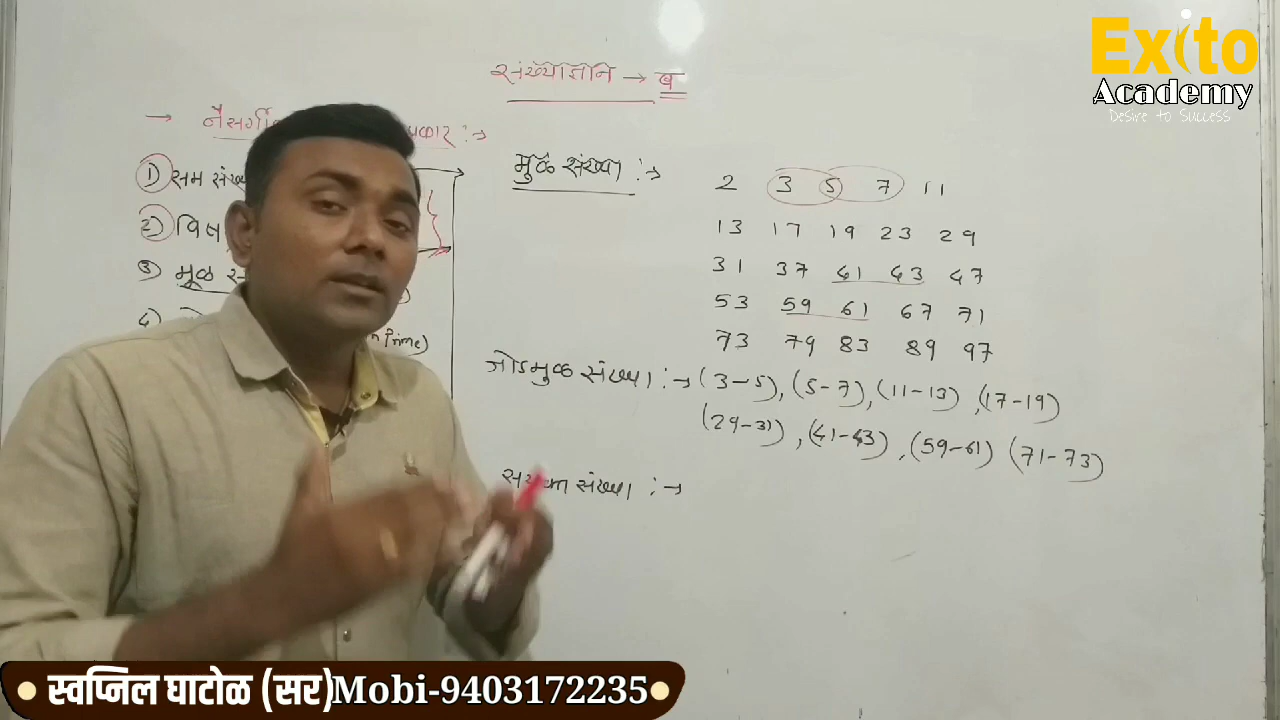 Exito
Academy
Desire to Success
संख्याज्ञान → ब
→ नैसर्गिक प्रकार :→
1) सम संख्या
2) विष
3) मूळ सं
4)
Prime)
मुळ संख्या :→ 2 3 5 7 11
13 17 19 23 29
31 37 41 43 47
53 59 61 67 71
73 79 83 89 97
जोडमुळ संख्या :→ (3-5), (5-7), (11-13), (17-19)
(29-31), (41-43), (59-61) (71-73)
संख्या :→
स्वप्निल घाटोळ (सर) Mobi-9403172235